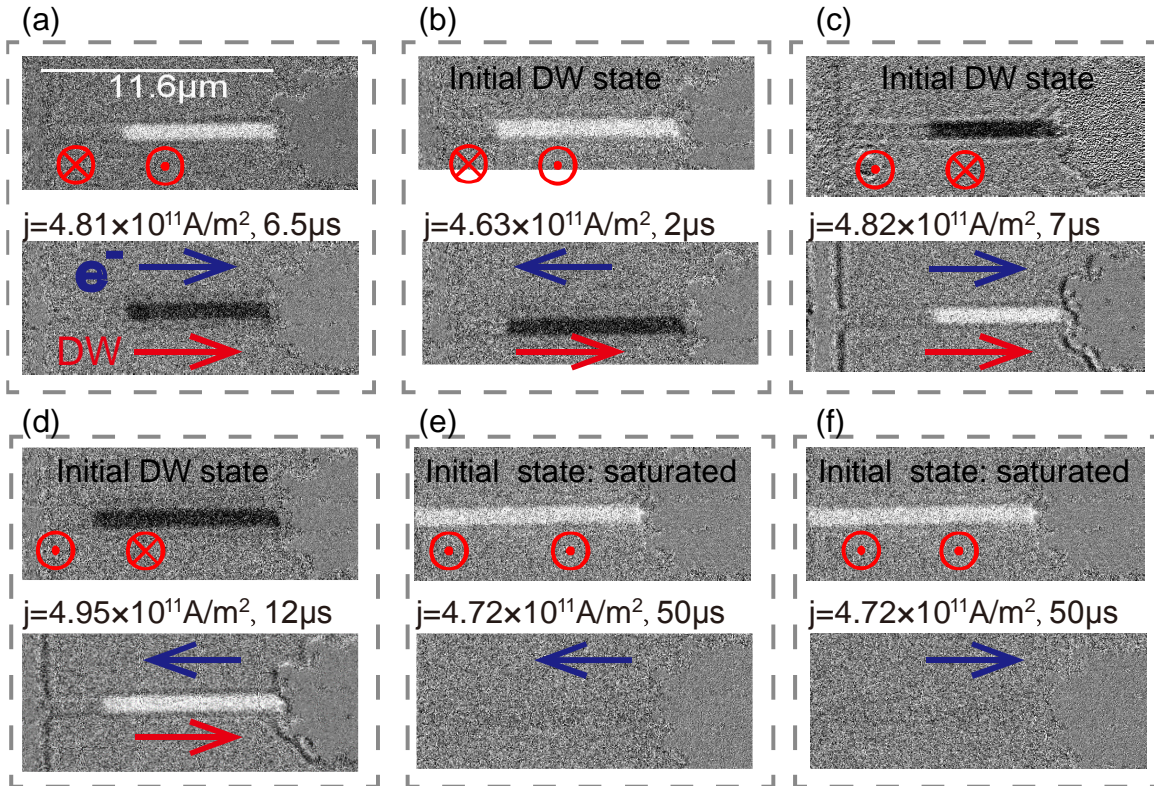 (a)
(b)
(c)
11.6μm
Initial DW state
Initial DW state
j=4.81×10¹¹A/m², 6.5μs
j=4.63×10¹¹A/m², 2μs
j=4.82×10¹¹A/m², 7μs
e⁻
DW
(d)
(e)
(f)
Initial DW state
Initial state: saturated
Initial state: saturated
j=4.95×10¹¹A/m², 12μs
j=4.72×10¹¹A/m², 50μs
j=4.72×10¹¹A/m², 50μs